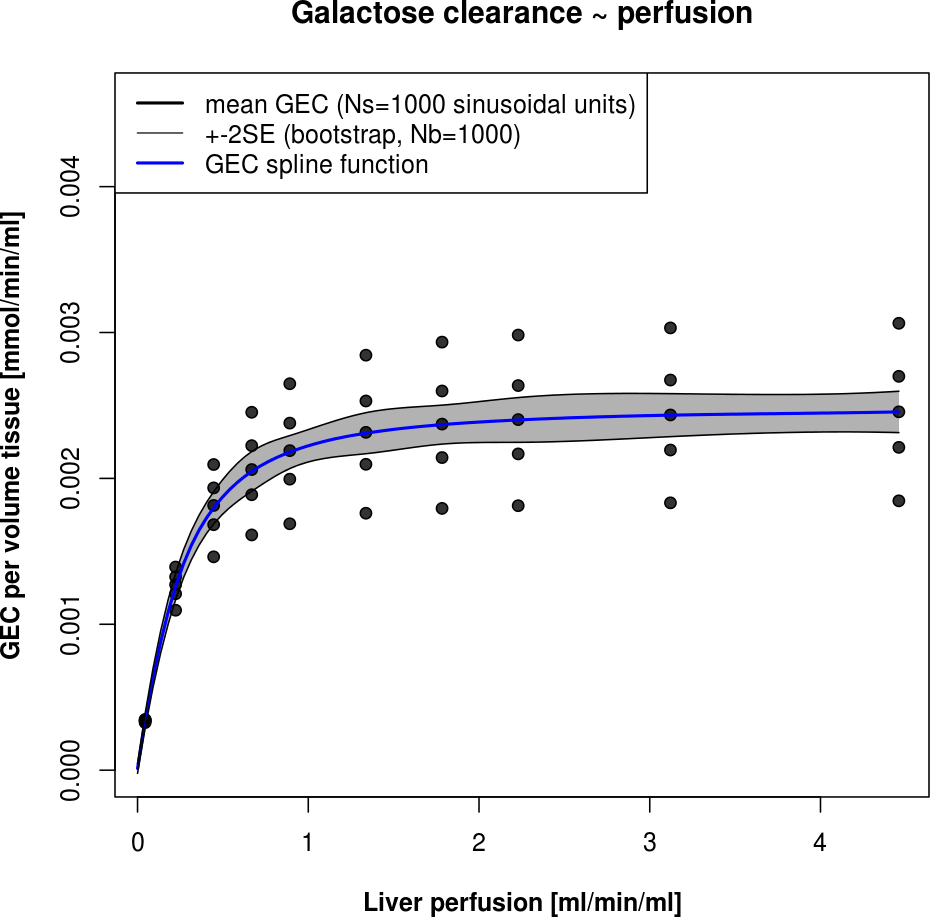 Galactose clearance ~ perfusion
mean GEC (Ns=1000 sinusoidal units)
+-2SE (bootstrap, Nb=1000)
GEC spline function
GEC per volume tissue [mmol/min/ml]
0.004
0.003
0.002
0.001
0.000
0
1
2
3
4
Liver perfusion [ml/min/ml]